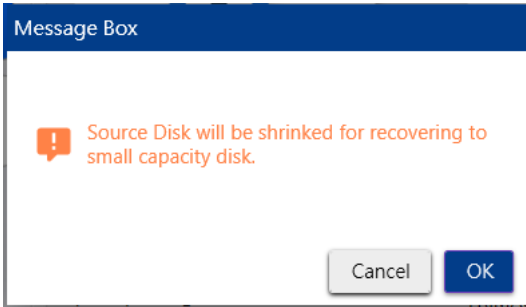 Message Box
Source Disk will be shrinked for recovering to
small capacity disk.
Cancel
OK